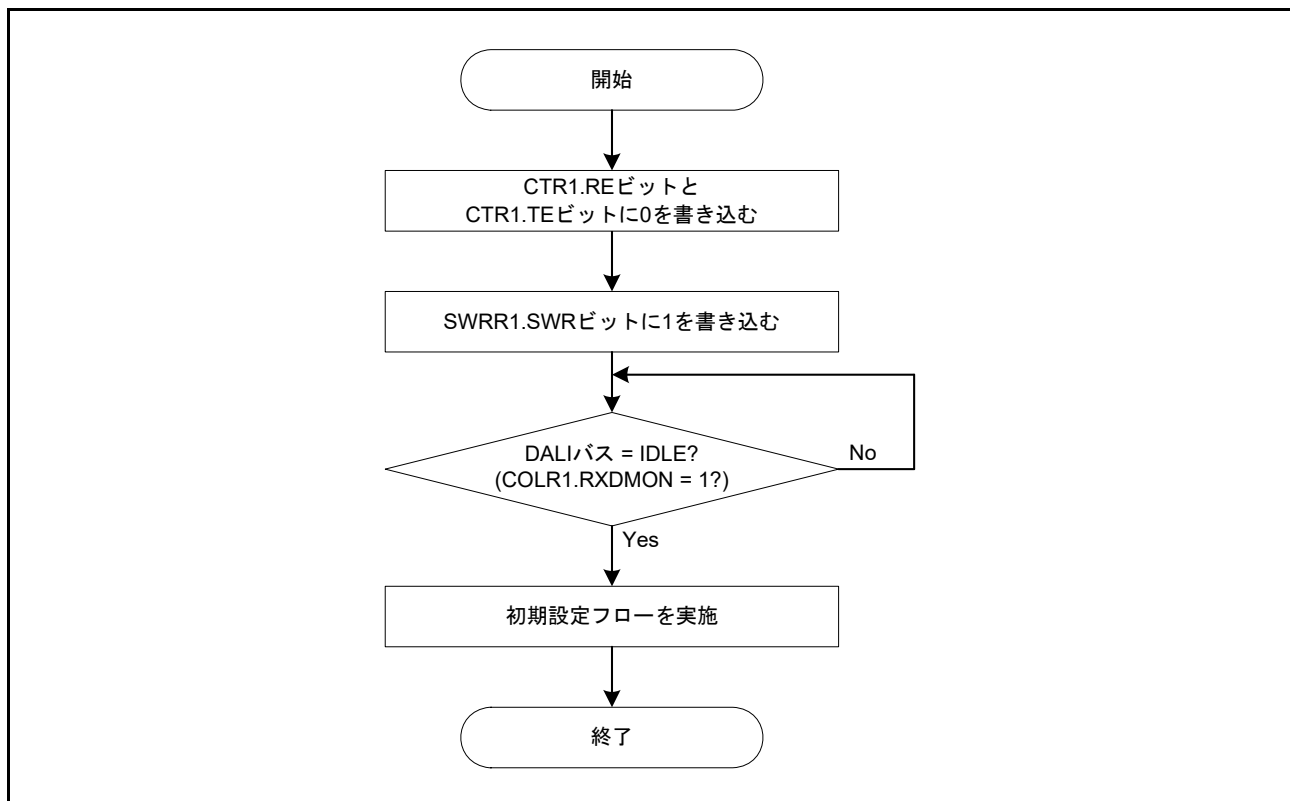 開始
CTR1.REビットと
CTR1.TEビットに0を書き込む
SWRR1.SWRビットに1を書き込む
DALIバス = IDLE?
(COLR1.RXDMON = 1?)
No
Yes
初期設定フローを実施
終了